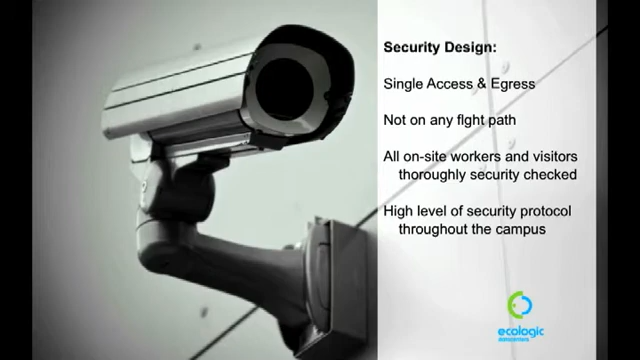 Security Design:
Single Access & Egress
Not on any flght path
All on-site workers and visitors
thoroughly security checked
High level of security protocol
throughout the campus
ecologic